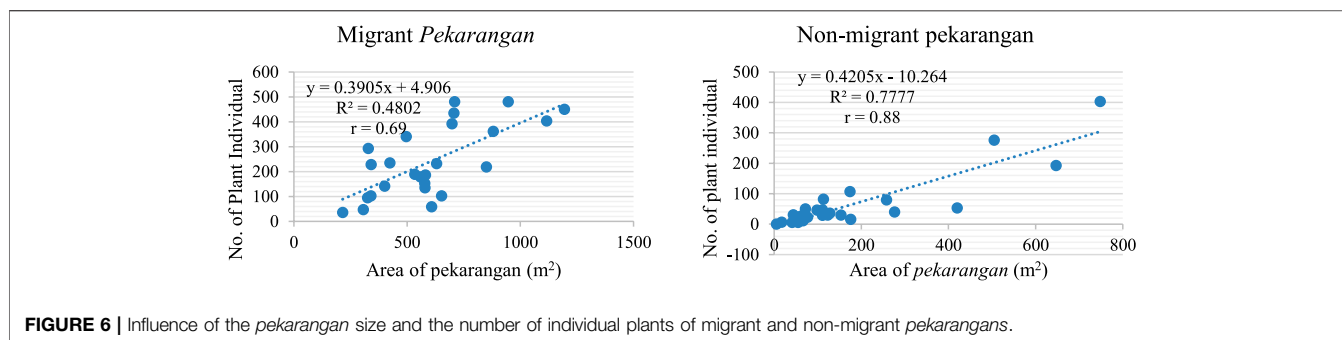 Migrant Pekarangan
600
500
400
300
200
100
0
y = 0.3905x + 4.906
R² = 0.4802
r = 0.69
No. of Plant Individual
0 500 1000 1500
Area of pekarangan (m²)
Non-migrant pekarangan
500
400
300
200
100
0
-100
y = 0.4205x - 10.264
R² = 0.7777
r = 0.88
No. of plant individual
0 200 400 600 800
Area of pekarangan (m²)
FIGURE 6 | Influence of the pekarangan size and the number of individual plants of migrant and non-migrant pekarangans.